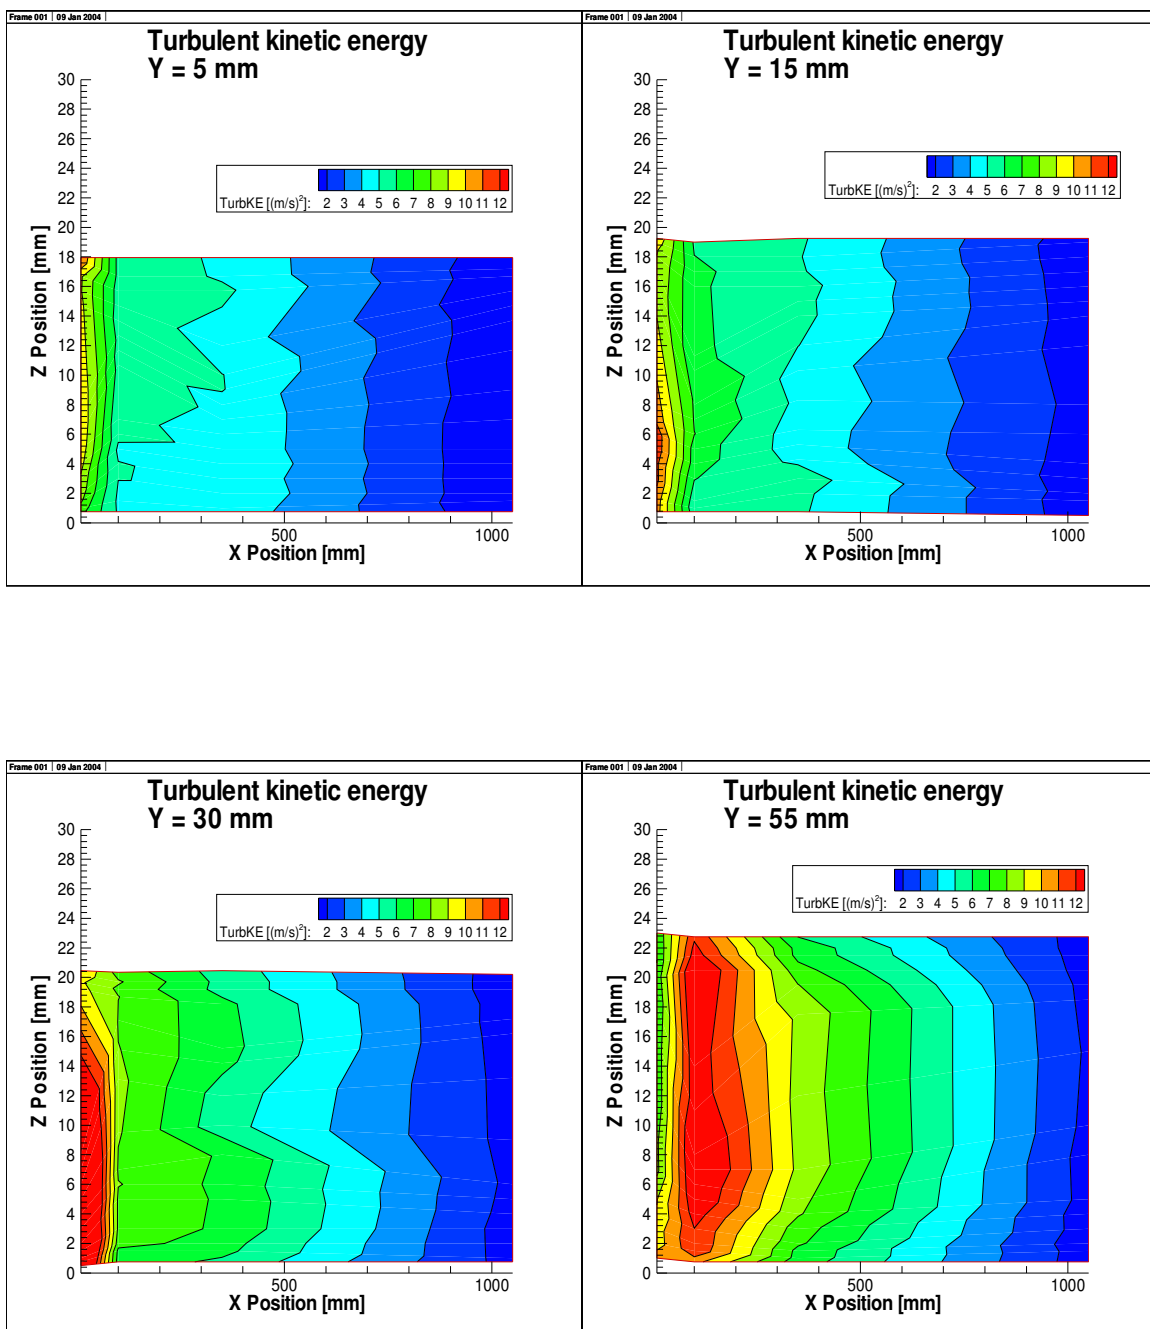 Frame 001 | 09 Jan 2004 |
Turbulent kinetic energy
Y = 5 mm
30
28
26
24
22
20
18
16
14
12
10
8
6
4
2
0
Z Position [mm]
TurbKE [(m/s)²]: 2 3 4 5 6 7 8 9 10 11 12
500 1000
X Position [mm]
Frame 001 | 09 Jan 2004 |
Turbulent kinetic energy
Y = 15 mm
30
28
26
24
22
20
18
16
14
12
10
8
6
4
2
0
Z Position [mm]
TurbKE [(m/s)²]: 2 3 4 5 6 7 8 9 10 11 12
500 1000
X Position [mm]
Frame 001 | 09 Jan 2004 |
Turbulent kinetic energy
Y = 30 mm
30
28
26
24
22
20
18
16
14
12
10
8
6
4
2
0
Z Position [mm]
TurbKE [(m/s)²]: 2 3 4 5 6 7 8 9 10 11 12
500 1000
X Position [mm]
Frame 001 | 09 Jan 2004 |
Turbulent kinetic energy
Y = 55 mm
30
28
26
24
22
20
18
16
14
12
10
8
6
4
2
0
Z Position [mm]
TurbKE [(m/s)²]: 2 3 4 5 6 7 8 9 10 11 12
500 1000
X Position [mm]